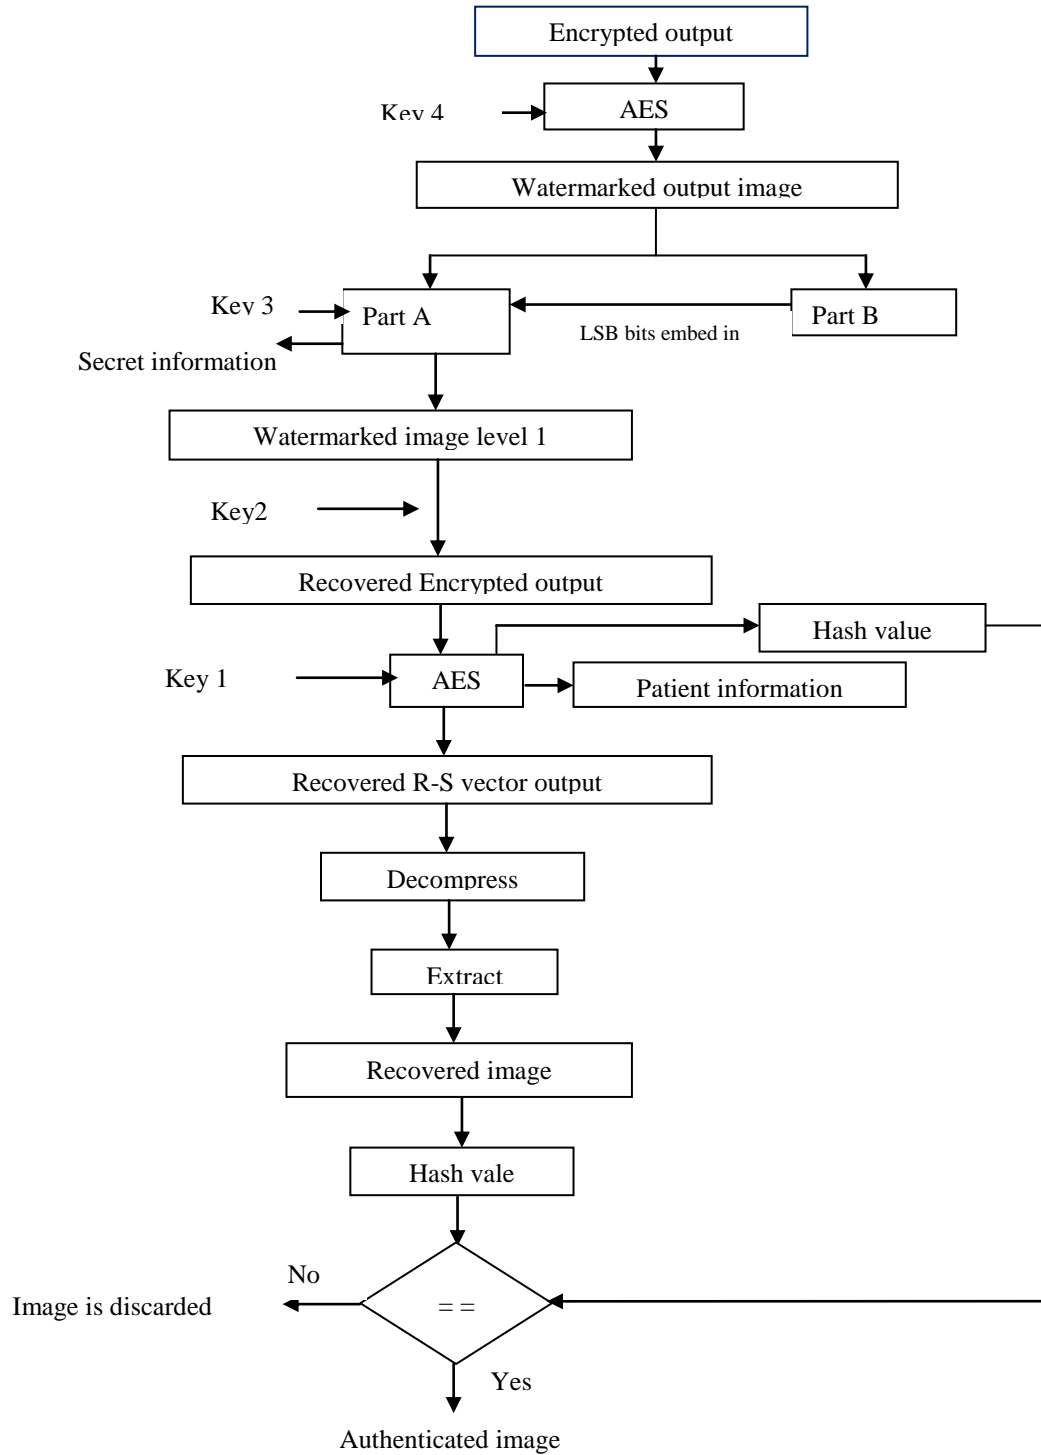 Encrypted output
Key 4
AES
Watermarked output image
Key 3
Part A
Part B
LSB bits embed in
Secret information
Watermarked image level 1
Key2
Recovered Encrypted output
Hash value
Key 1
AES
Patient information
Recovered R-S vector output
Decompress
Extract
Recovered image
Hash vale
No
Image is discarded
= =
Yes
Authenticated image